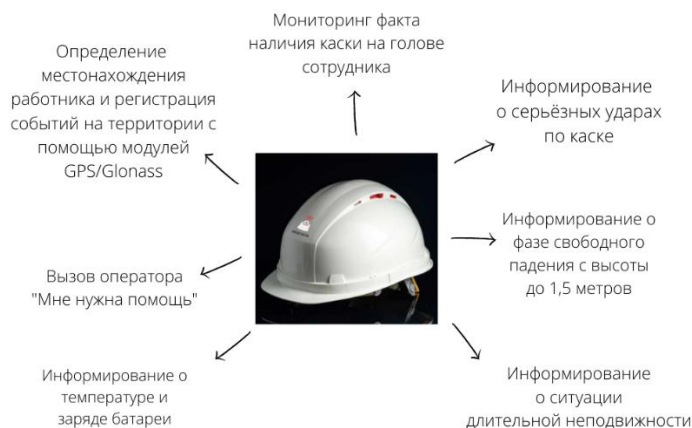 Мониторинг факта
наличия каски на голове
сотрудника
Определение
местонахождения
работника и регистрация
событий на территории с
помощью модулей
GPS/Glonass
Информирование
о серьёзных ударах
по каске
Вызов оператора
"Мне нужна помощь"
Информирование о
фазе свободного
падения с высоты
до 1,5 метров
Информирование о
температуре и
заряде батареи
Информирование
о ситуации
длительной неподвижности